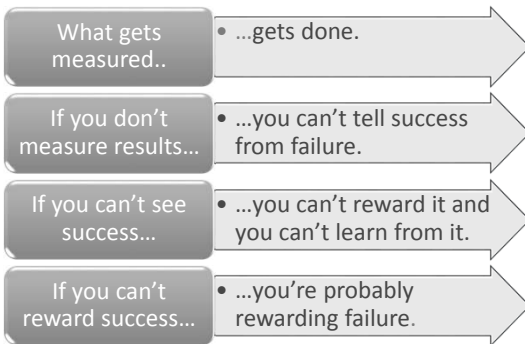 What gets
measured..
• ...gets done.
If you don't
measure results...
• ...you can't tell success
from failure.
If you can't see
success...
• ...you can't reward it and
you can't learn from it.
If you can't
reward success...
• ...you're probably
rewarding failure.